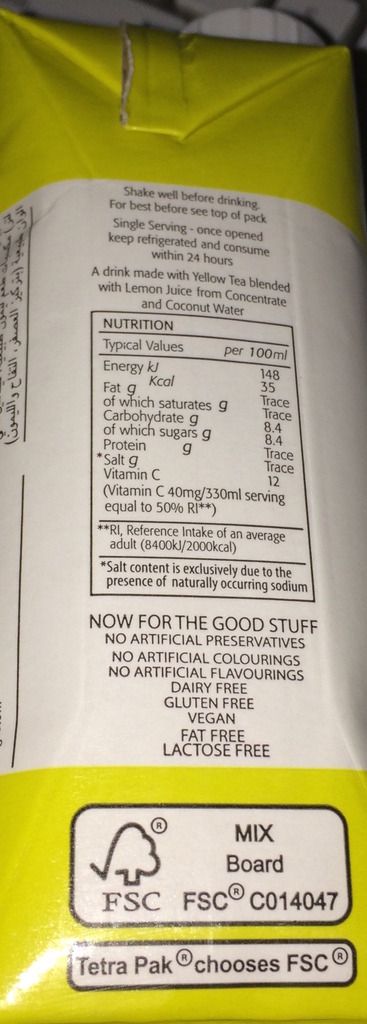 Shake well before drinking.
For best before see top of pack
Single Serving - once opened
keep refrigerated and consume
within 24 hours
A drink made with Yellow Tea blended
with Lemon Juice from Concentrate
and Coconut Water
NUTRITION
Typical Values per 100ml
Energy kJ 148
Kcal 35
Fat g Trace
of which saturates g Trace
Carbohydrate g 8.4
of which sugars g 8.4
Protein g Trace
*Salt g Trace
Vitamin C 12
(Vitamin C 40mg/330ml serving
equal to 50% RI**)
**RI, Reference Intake of an average
adult (8400kJ/2000kcal)
*Salt content is exclusively due to the
presence of naturally occurring sodium
NOW FOR THE GOOD STUFF
NO ARTIFICIAL PRESERVATIVES
NO ARTIFICIAL COLOURINGS
NO ARTIFICIAL FLAVOURINGS
DAIRY FREE
GLUTEN FREE
VEGAN
FAT FREE
LACTOSE FREE
®
FSC
MIX
Board
FSC® C014047
Tetra Pak® chooses FSC®